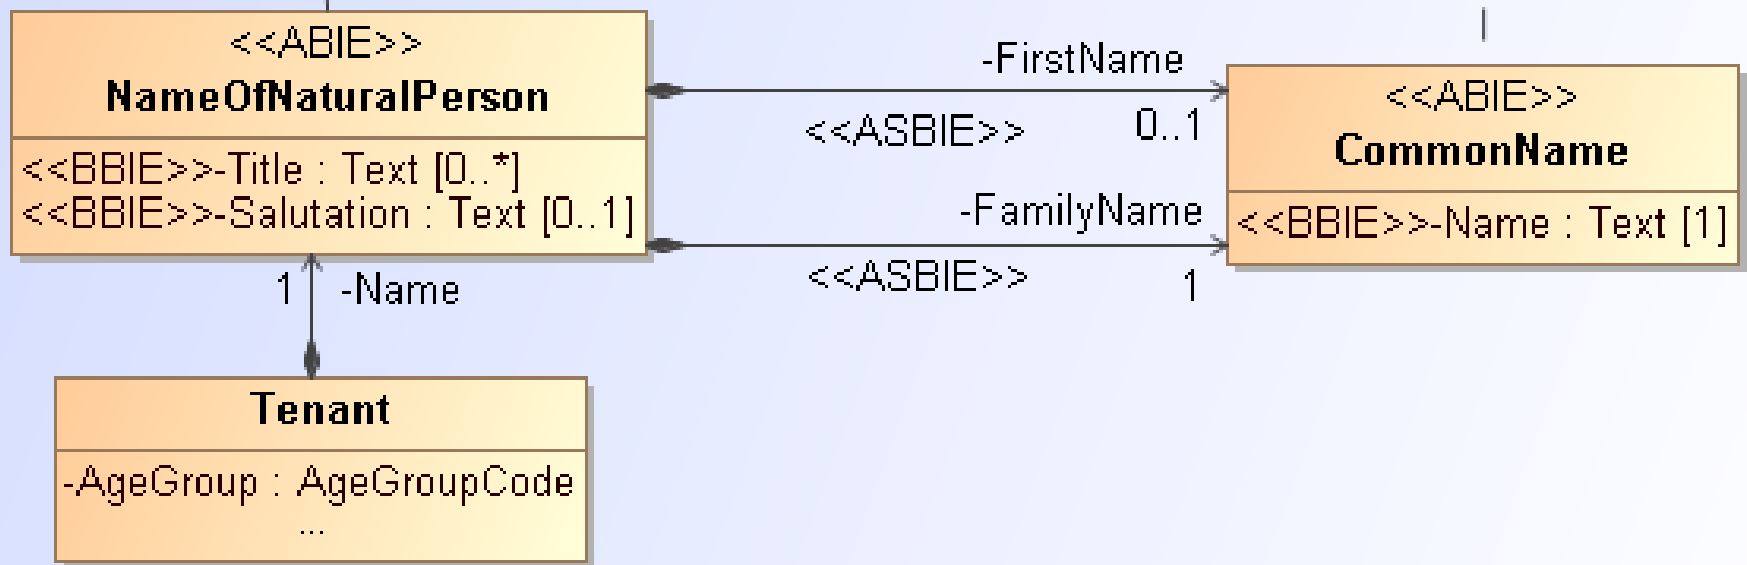 <<ABIE>>
NameOfNaturalPerson
<<BBIE>>-Title : Text [0..*]
<<BBIE>>-Salutation : Text [0..1]
-FirstName
<<ASBIE>>
0..1
-FamilyName
<<ASBIE>>
1
<<ABIE>>
CommonName
<<BBIE>>-Name : Text [1]
1
-Name
Tenant
-AgeGroup : AgeGroupCode
...